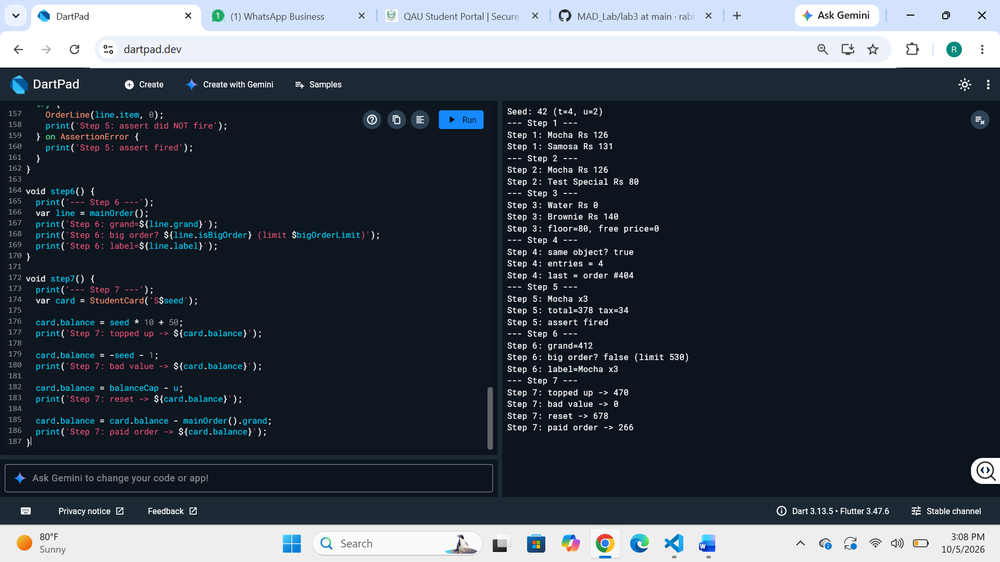 DartPad
(1) WhatsApp Business
QAU Student Portal | Secure
MAD_Lab/lab3 at main · rabb
Ask Gemini
dartpad.dev
R
DartPad
Create
Create with Gemini
Samples
157
OrderLine(line.item, 0);
158 print('Step 5: assert did NOT fire');
159 } on AssertionError {
160 print('Step 5: assert fired');
161 }
162 }
163
164 void step6() {
165 print('--- Step 6 ---');
166 var line = mainOrder();
167 print('Step 6: grand=${line.grand}');
168 print('Step 6: big order? ${line.isBigOrder} (limit $bigOrderLimit)');
169 print('Step 6: label=${line.label}');
170 }
171
172 void step7() {
173 print('--- Step 7 ---');
174 var card = StudentCard('S$seed');
175
176 card.balance = seed * 10 + 50;
177 print('Step 7: topped up -> ${card.balance}');
178
179 card.balance = -seed - 1;
180 print('Step 7: bad value -> ${card.balance}');
181
182 card.balance = balanceCap - u;
183 print('Step 7: reset -> ${card.balance}');
184
185 card.balance = card.balance - mainOrder().grand;
186 print('Step 7: paid order -> ${card.balance}');
187 }
Run
Seed: 42 (t=4, u=2)
--- Step 1 ---
Step 1: Mocha Rs 126
Step 1: Samosa Rs 131
--- Step 2 ---
Step 2: Mocha Rs 126
Step 2: Test Special Rs 80
--- Step 3 ---
Step 3: Water Rs 0
Step 3: Brownie Rs 140
Step 3: floor=80, free price=0
--- Step 4 ---
Step 4: same object? true
Step 4: entries = 4
Step 4: last = order #404
--- Step 5 ---
Step 5: Mocha x3
Step 5: total=378 tax=34
Step 5: assert fired
--- Step 6 ---
Step 6: grand=412
Step 6: big order? false (limit 530)
Step 6: label=Mocha x3
--- Step 7 ---
Step 7: topped up -> 470
Step 7: bad value -> 0
Step 7: reset -> 678
Step 7: paid order -> 266
Ask Gemini to change your code or app!
Privacy notice
Feedback
Dart 3.13.5 • Flutter 3.47.6
Stable channel
80°F
Sunny
Search
3:08 PM
10/5/2026